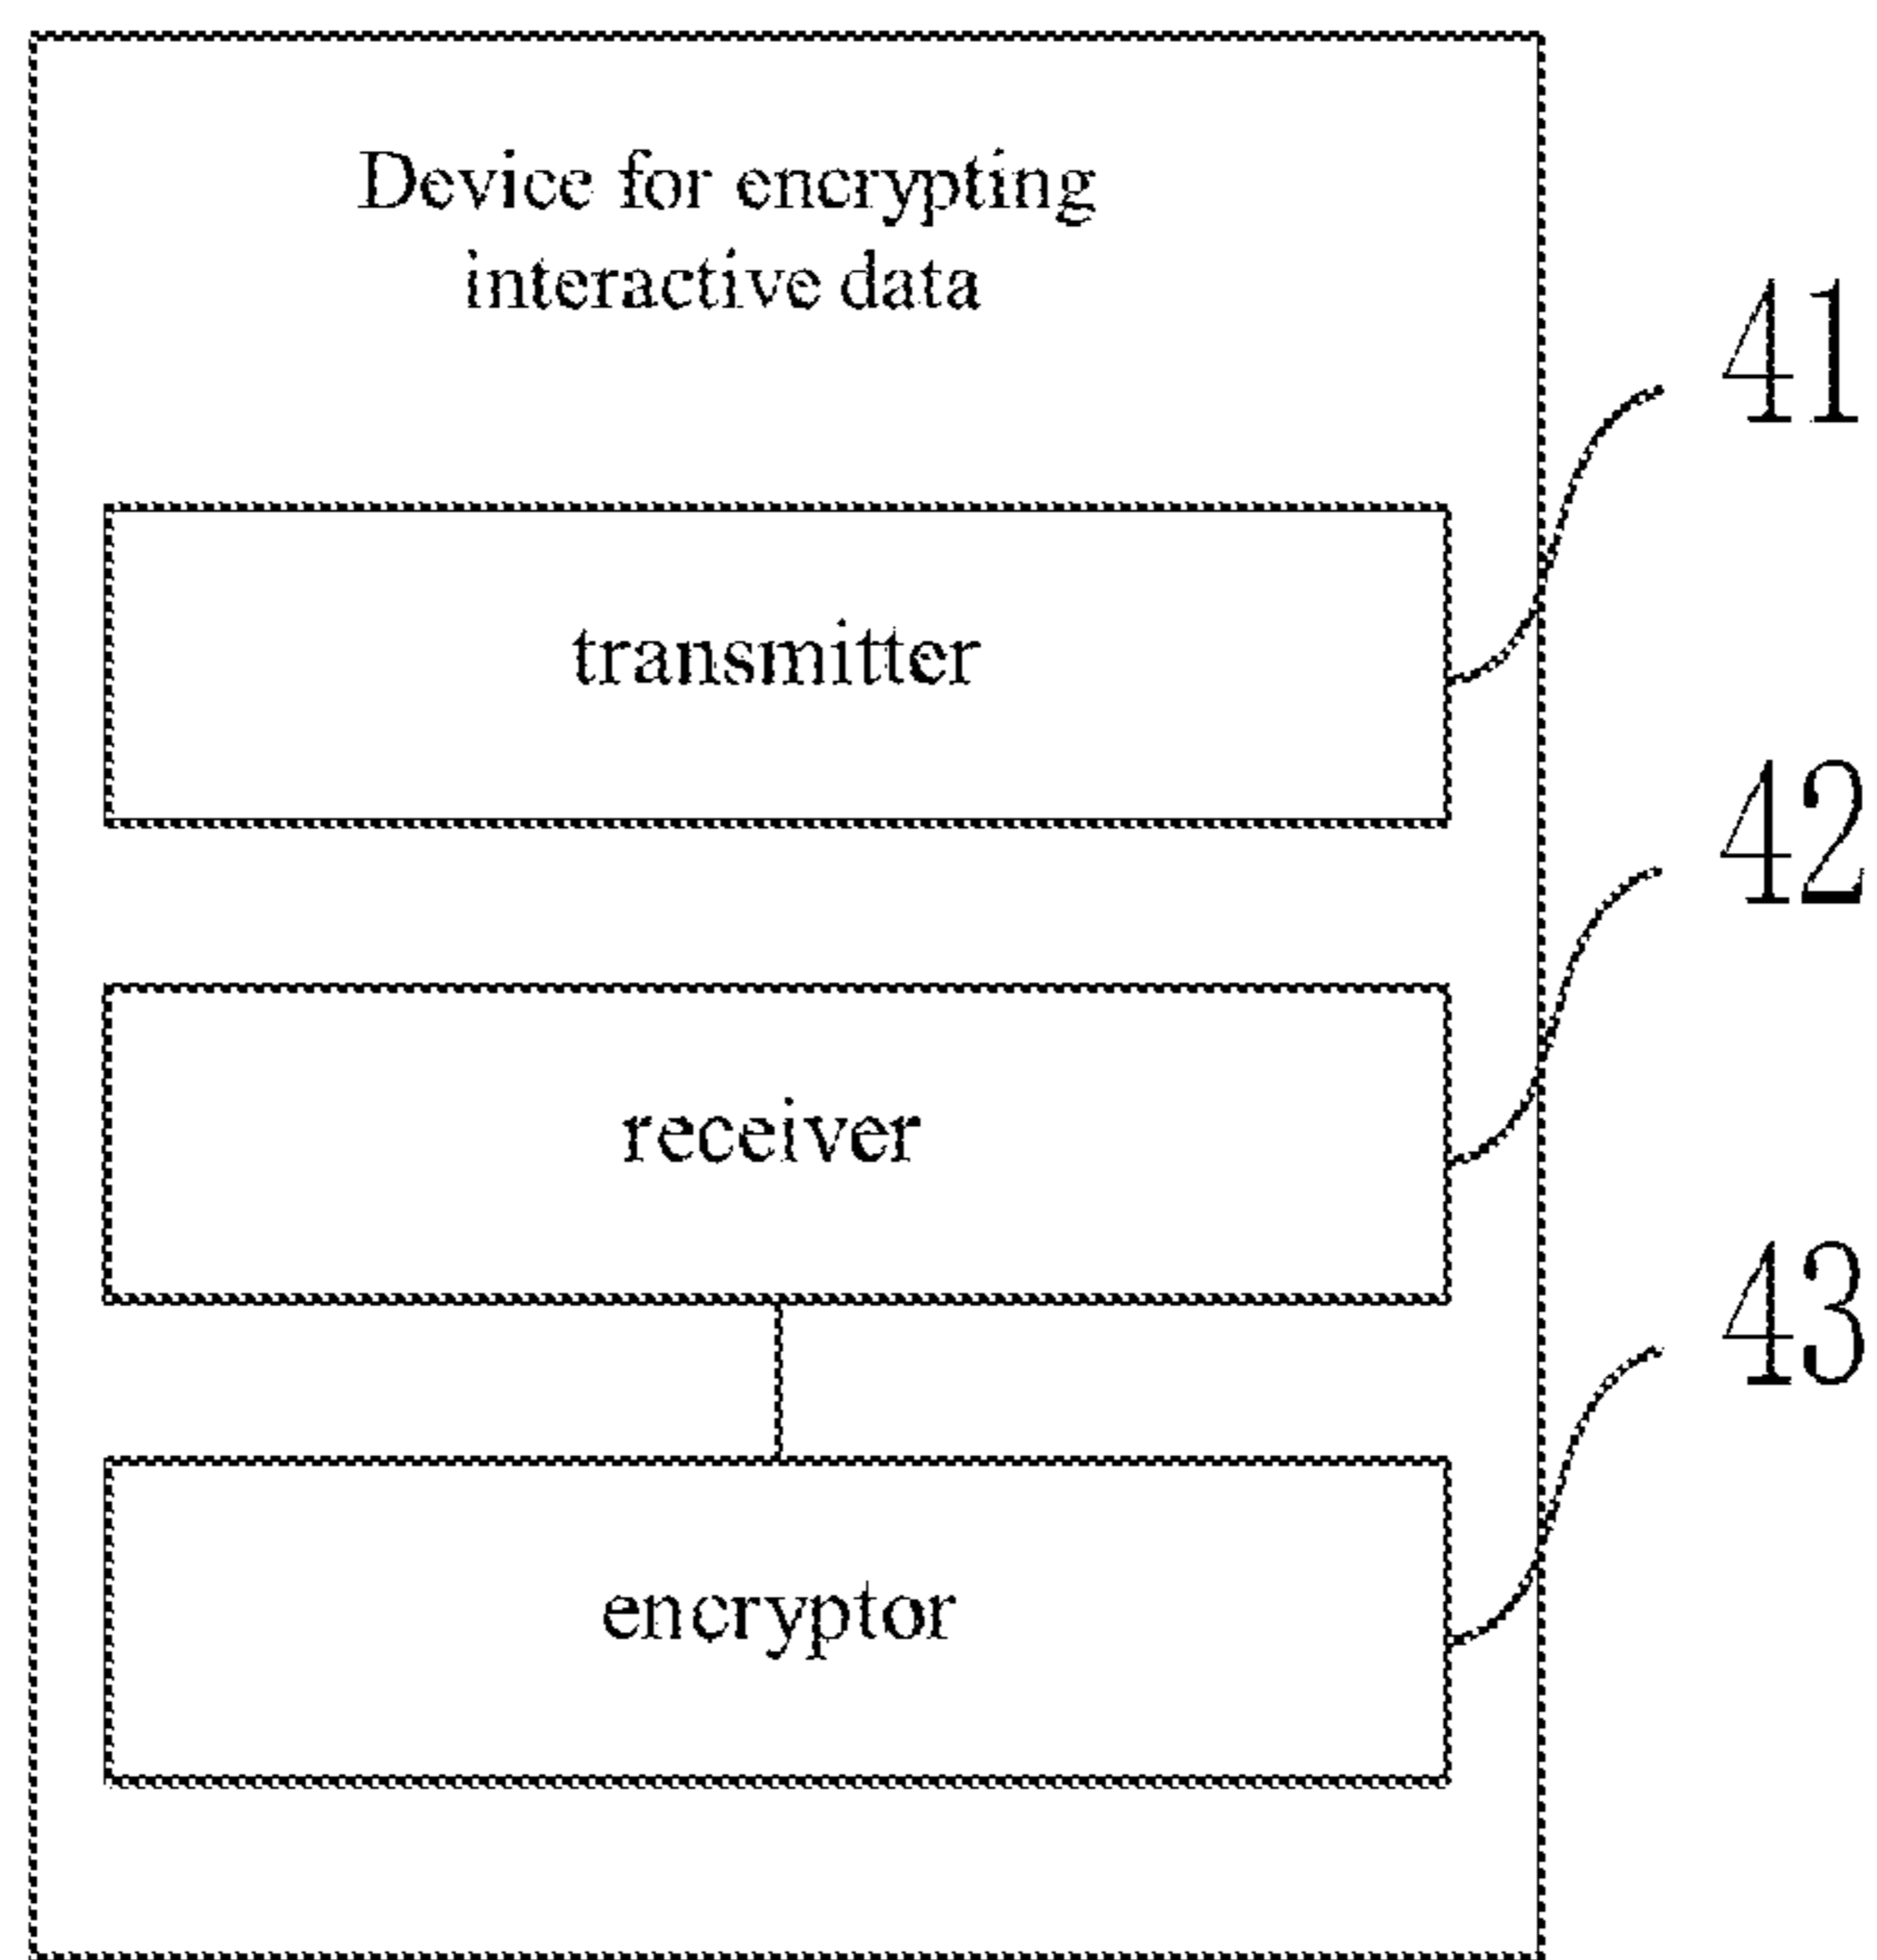 Device for encrypting
interactive data
41
transmitter
42
receiver
43
encryptor